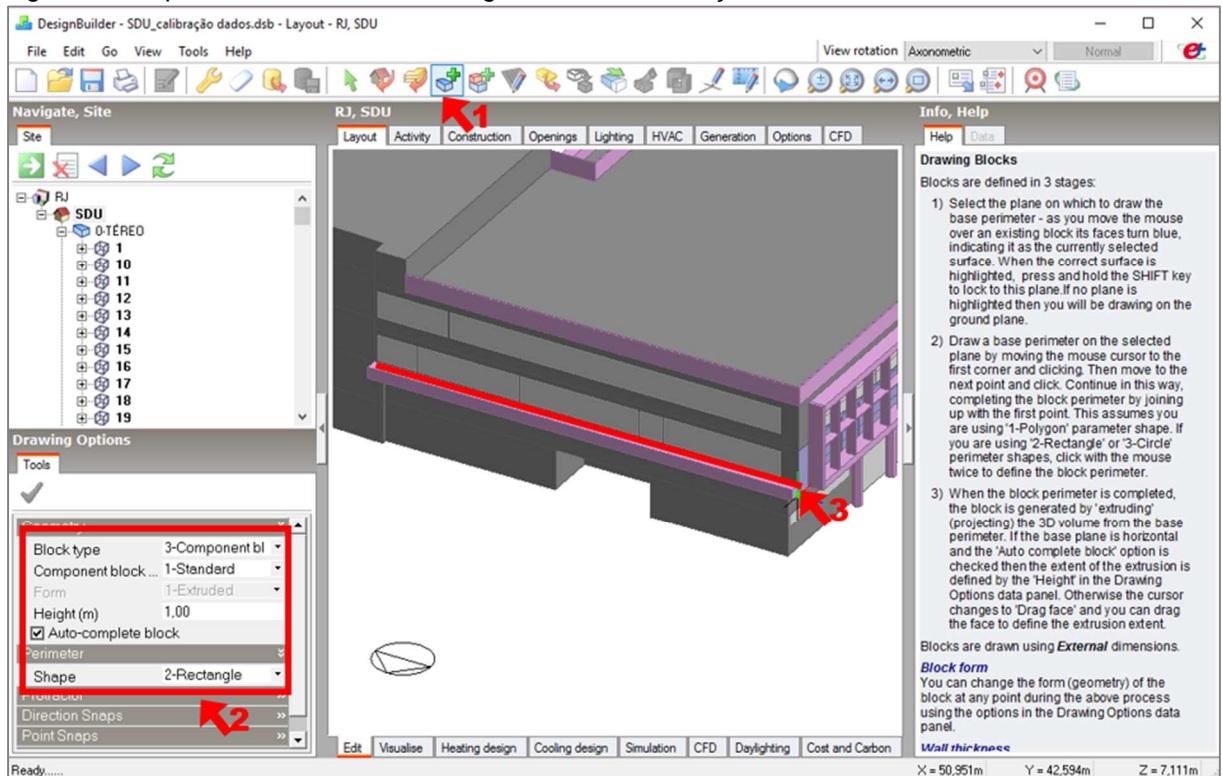 DesignBuilder - SDU_calibração dados.dsb - Layout - RJ, SDU
File Edit Go View Tools Help
View rotation Axonometric Normal
Navigate, Site
Site
RJ
SDU
0-TÉREO
1
10
11
12
13
14
15
16
17
18
19
Drawing Options
Tools
Geometry
Block type 3-Component bl
Component block ... 1-Standard
Form 1-Extruded
Height (m) 1,00
Auto-complete block
Perimeter
Shape 2-Rectangle
Protractor
Direction Snaps
Point Snaps
2
RJ, SDU
1
Layout Activity Construction Openings Lighting HVAC Generation Options CFD
3
Edit Visualise Heating design Cooling design Simulation CFD Daylighting Cost and Carbon
Info, Help
Help Data
Drawing Blocks
Blocks are defined in 3 stages:
1) Select the plane on which to draw the
base perimeter - as you move the mouse
over an existing block its faces turn blue,
indicating it as the currently selected
surface. When the correct surface is
highlighted, press and hold the SHIFT key
to lock to this plane.If no plane is
highlighted then you will be drawing on the
ground plane.
2) Draw a base perimeter on the selected
plane by moving the mouse cursor to the
first corner and clicking. Then move to the
next point and click. Continue in this way,
completing the block perimeter by joining
up with the first point. This assumes you
are using '1-Polygon' parameter shape. If
you are using '2-Rectangle' or '3-Circle'
perimeter shapes, click with the mouse
twice to define the block perimeter.
3) When the block perimeter is completed,
the block is generated by 'extruding'
(projecting) the 3D volume from the base
perimeter. If the base plane is horizontal
and the 'Auto complete block' option is
checked then the extent of the extrusion is
defined by the 'Height' in the Drawing
Options data panel. Otherwise the cursor
changes to 'Drag face' and you can drag
the face to define the extrusion extent.
Blocks are drawn using External dimensions.
Block form
You can change the form (geometry) of the
block at any point during the above process
using the options in the Drawing Options data
panel.
Wall thickness
Ready......
X = 50,951m Y = 42,594m Z = 7,111m